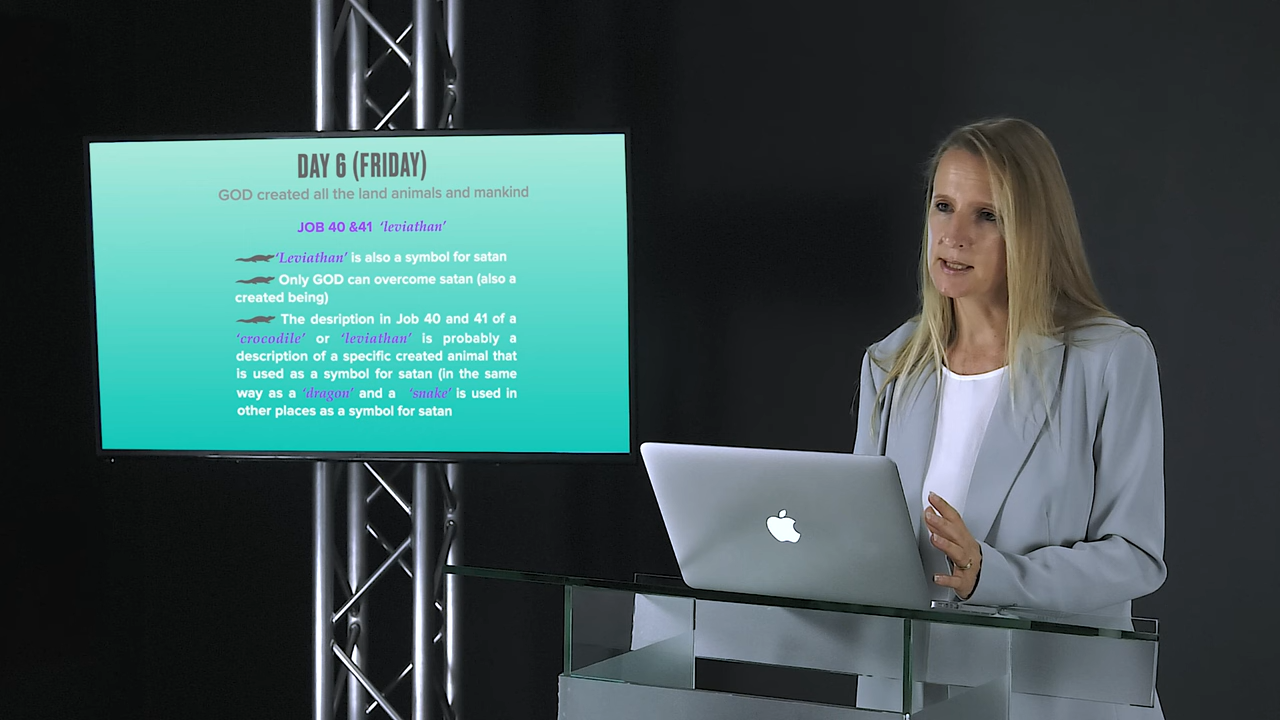 DAY 6 (FRIDAY)
GOD created all the land animals and mankind
JOB 40 &41 ‘leviathan’
‘Leviathan’ is also a symbol for satan
Only GOD can overcome satan (also a
created being)
The desription in Job 40 and 41 of a
‘crocodile’ or ‘leviathan’ is probably a
description of a specific created animal that
is used as a symbol for satan (in the same
way as a ‘dragon’ and a ‘snake’ is used in
other places as a symbol for satan